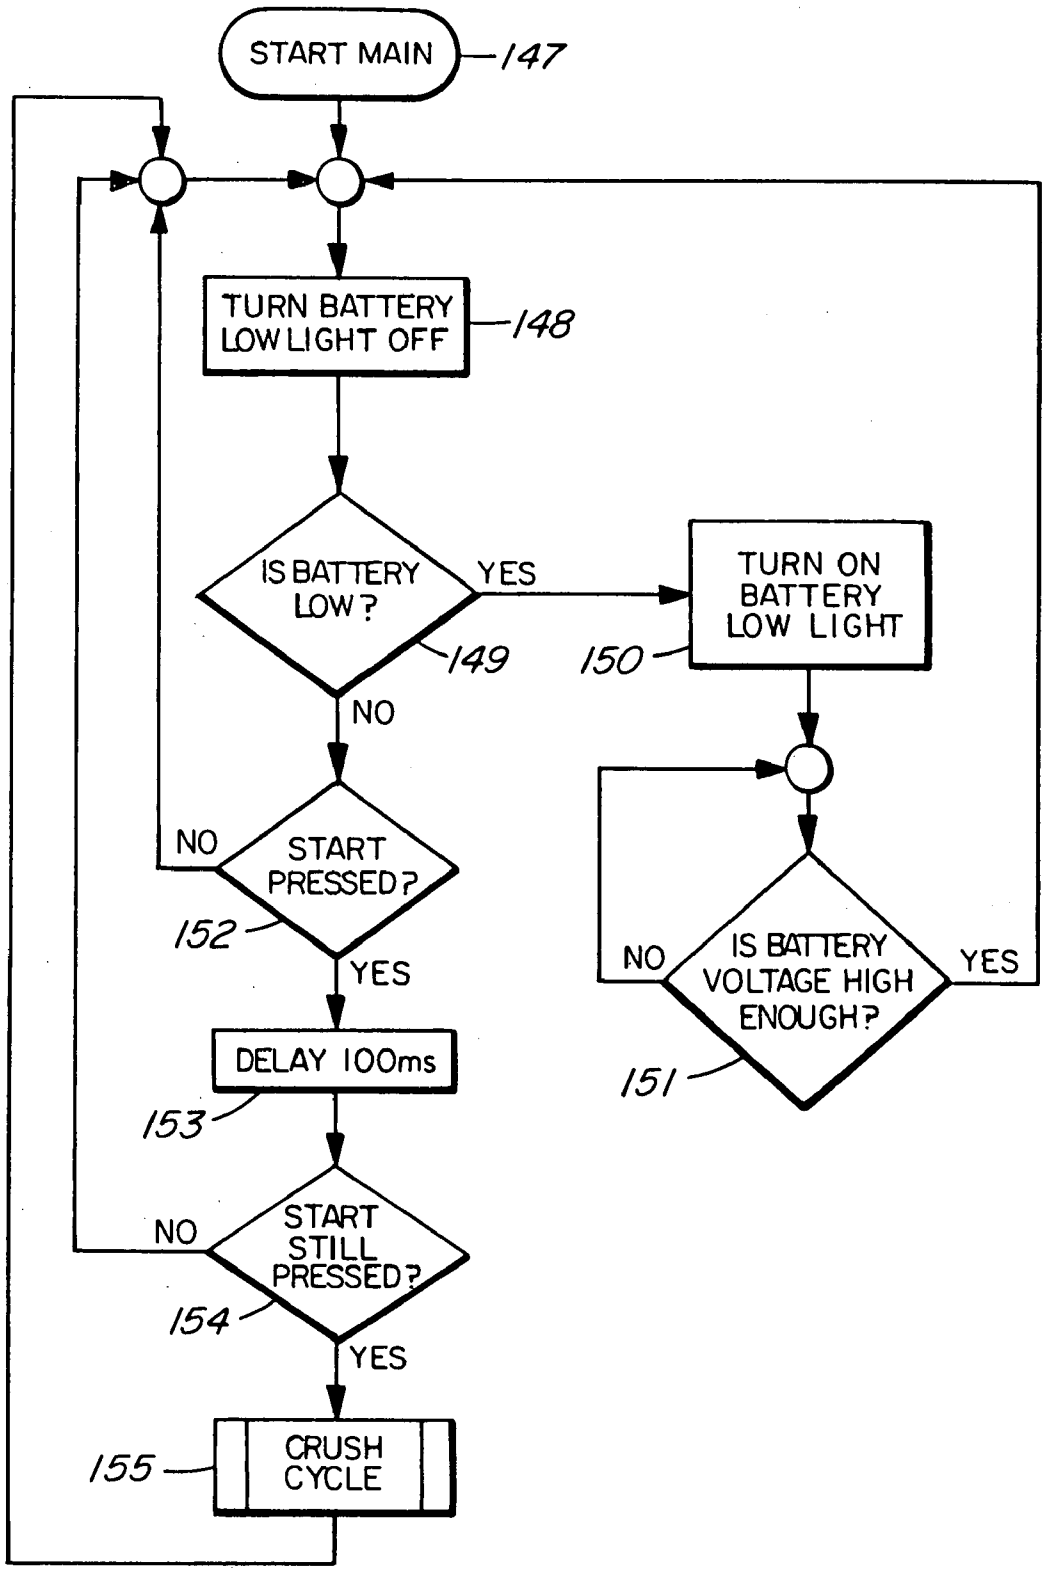 START MAIN
147
TURN BATTERY
LOW LIGHT OFF
148
IS BATTERY
LOW?
149
YES
TURN ON
BATTERY
LOW LIGHT
150
NO
START
PRESSED?
152
NO
YES
IS BATTERY
VOLTAGE HIGH
ENOUGH?
151
NO
YES
DELAY 100ms
153
START
STILL
PRESSED?
154
NO
YES
CRUSH
CYCLE
155